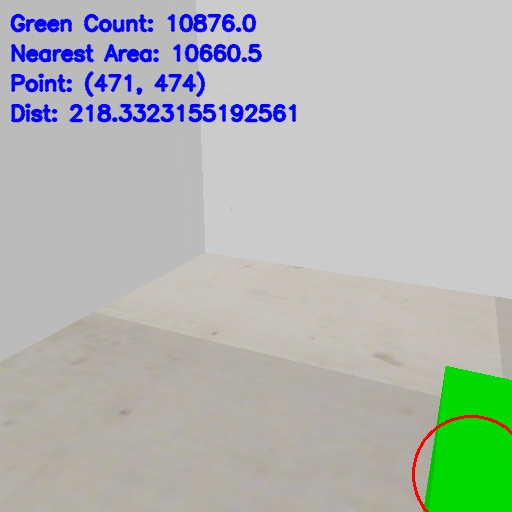 Green Count: 10876.0
Nearest Area: 10660.5
Point: (471, 474)
Dist: 218.3323155192561